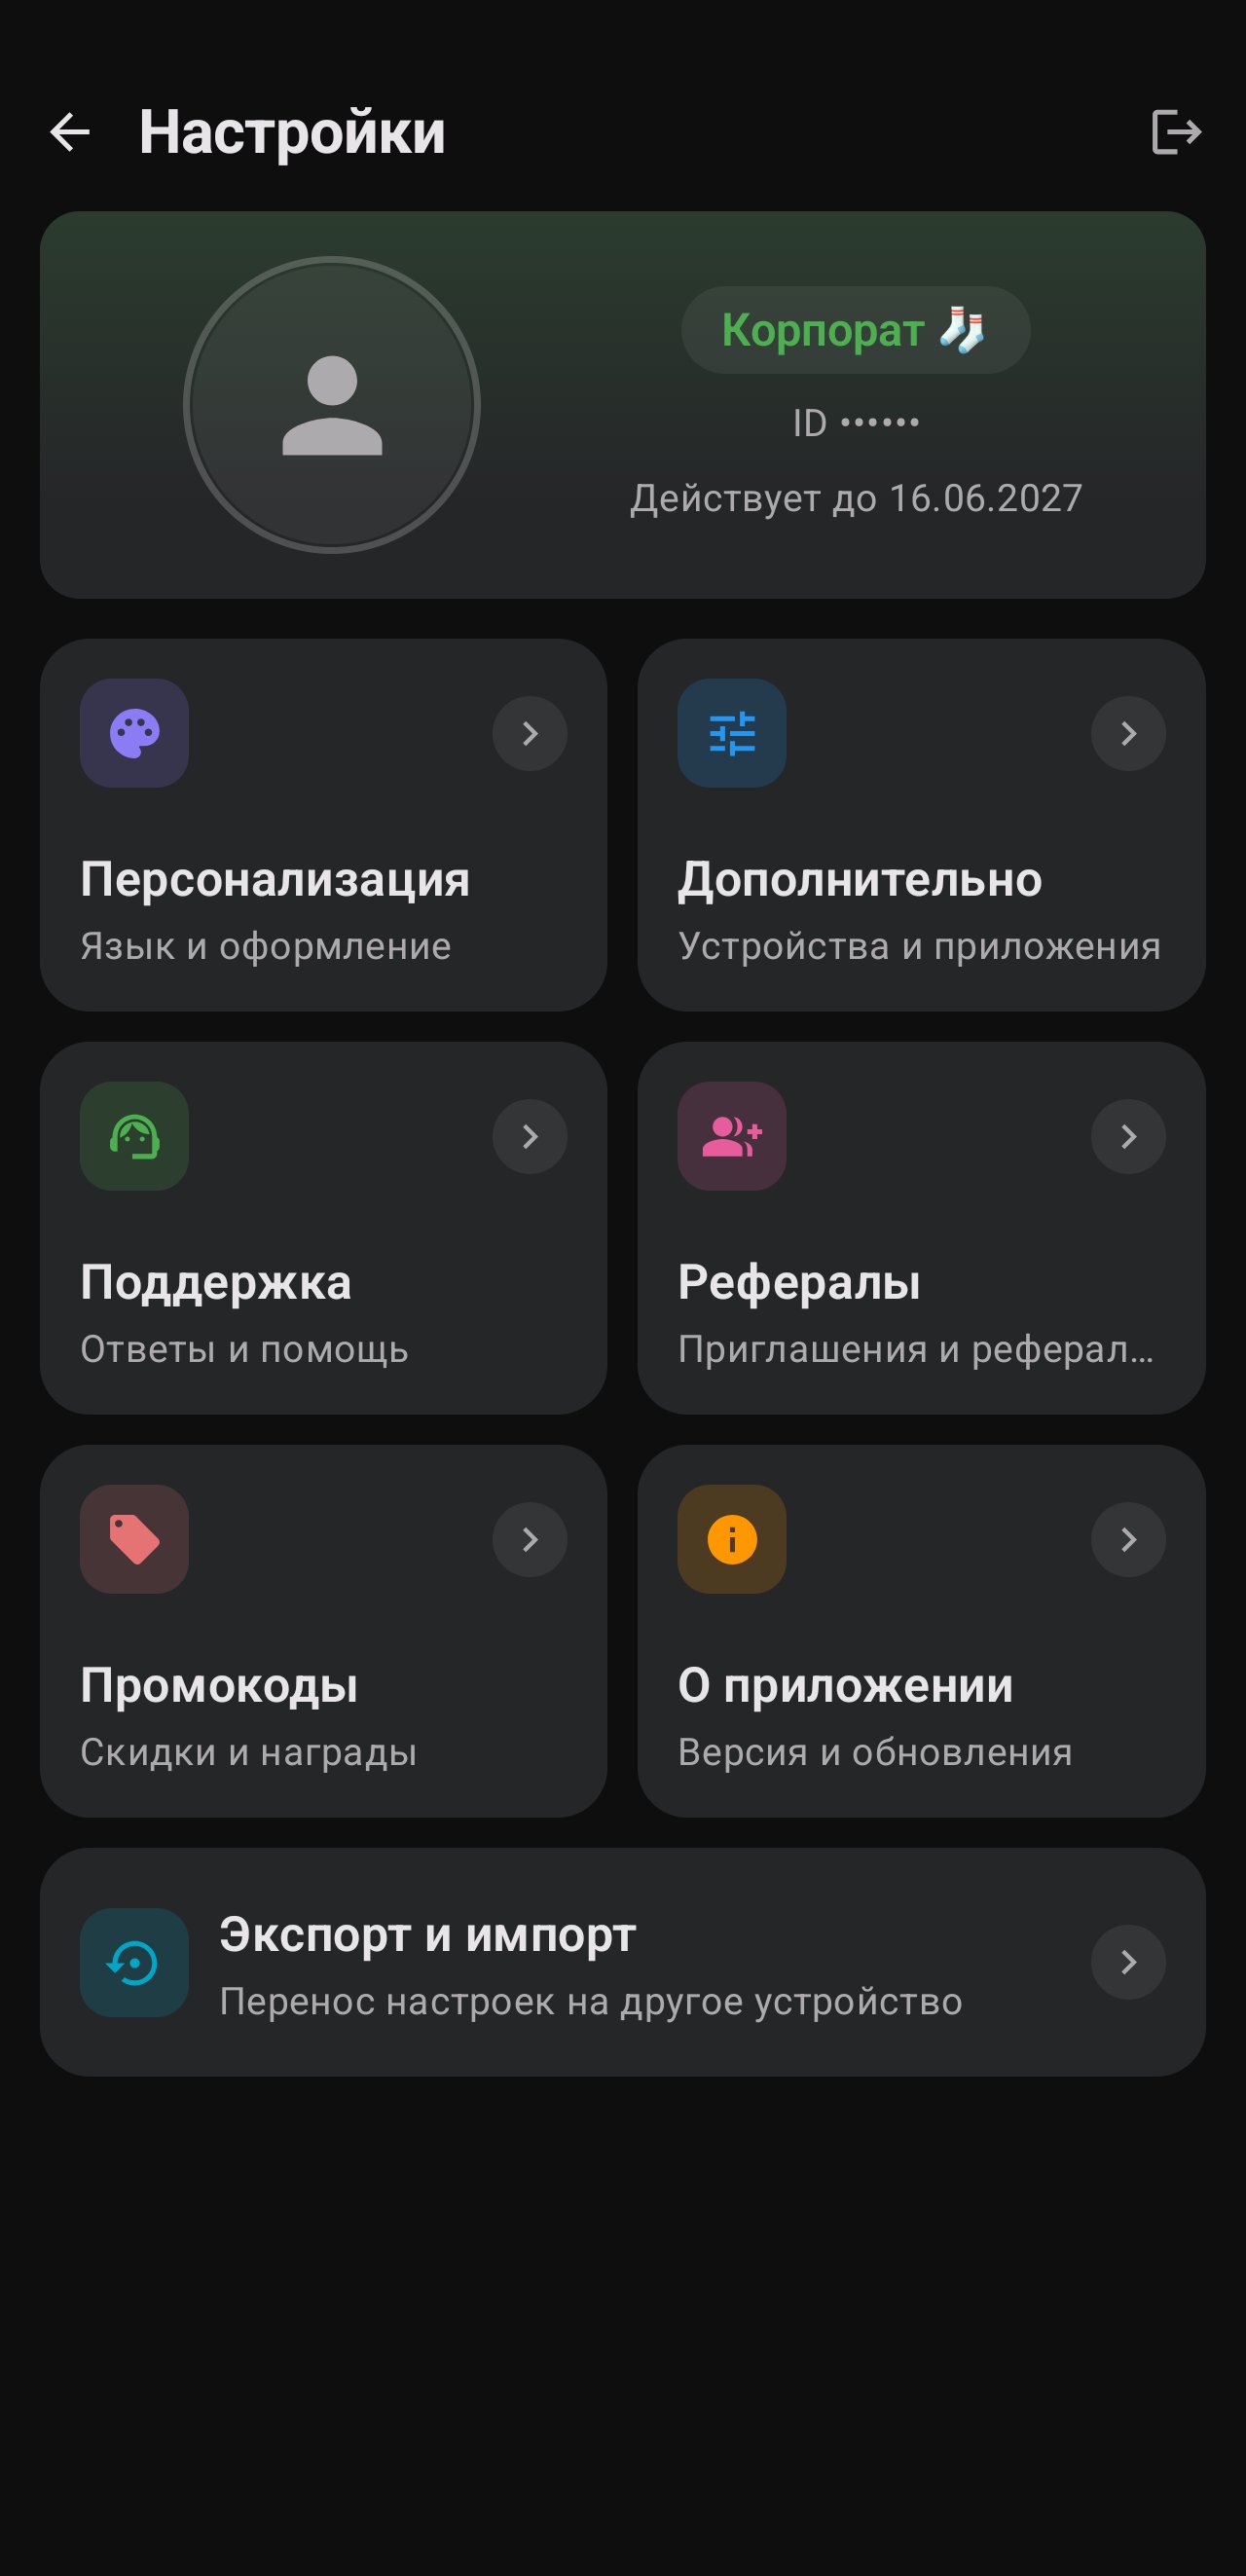 Настройки
Корпорат 🧦
ID ••••••
Действует до 16.06.2027
Персонализация
Язык и оформление
Дополнительно
Устройства и приложения
Поддержка
Ответы и помощь
Рефералы
Приглашения и реферал…
Промокоды
Скидки и награды
О приложении
Версия и обновления
Экспорт и импорт
Перенос настроек на другое устройство